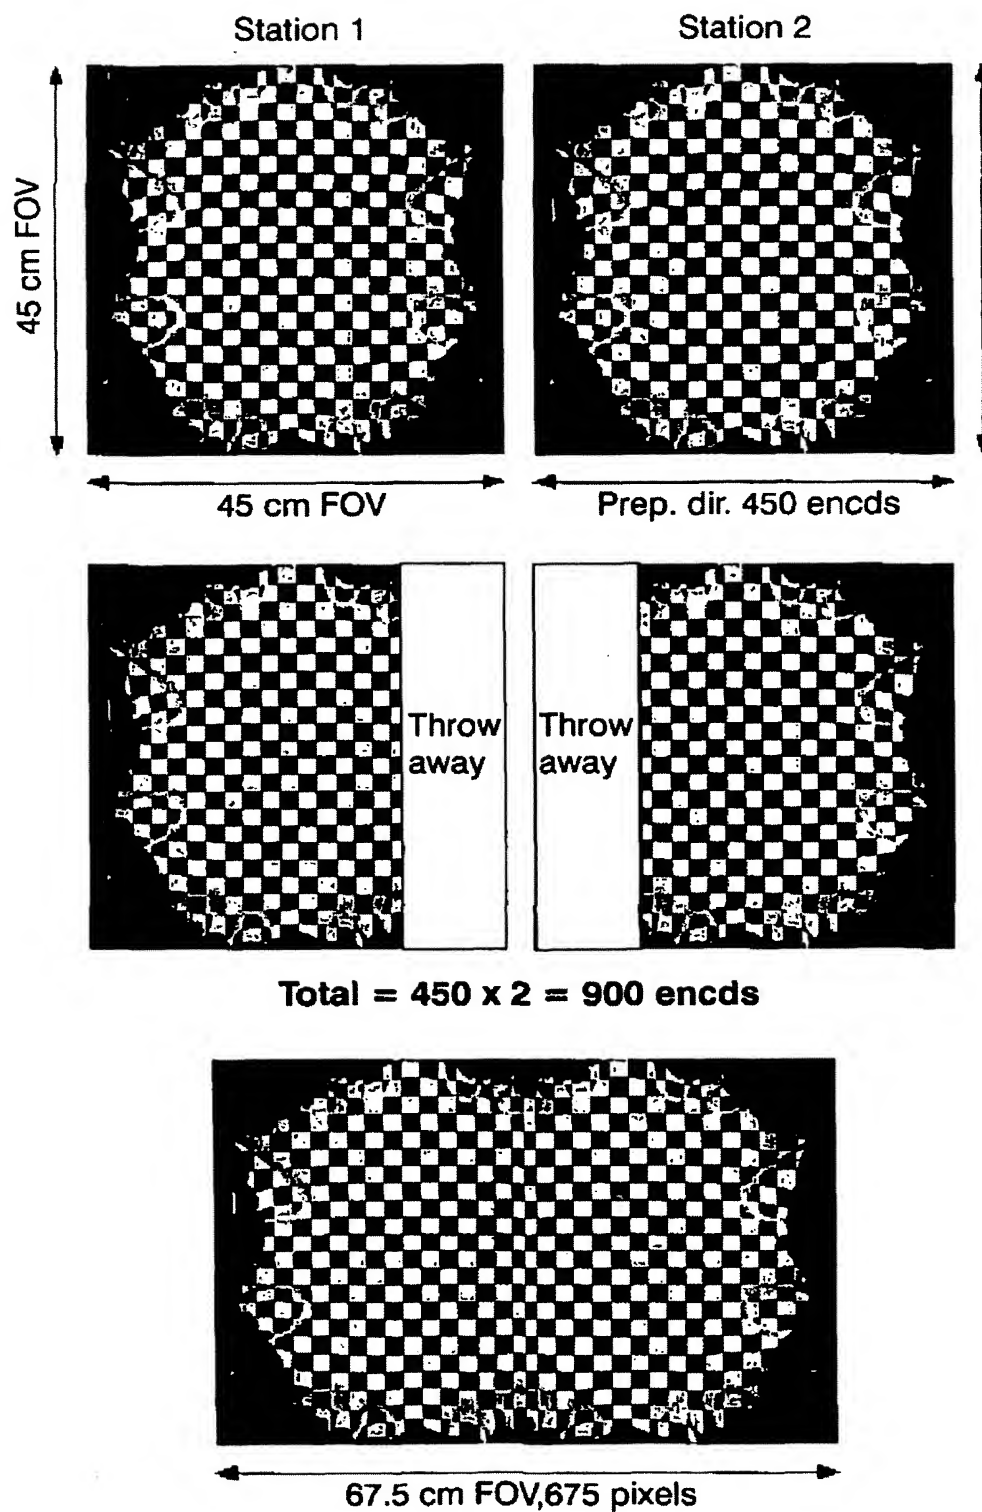 Station 1
Station 2
45 cm FOV
45 cm FOV
Prep. dir. 450 encds
Throw
away
Throw
away
Total = 450 x 2 = 900 encds
67.5 cm FOV,675 pixels